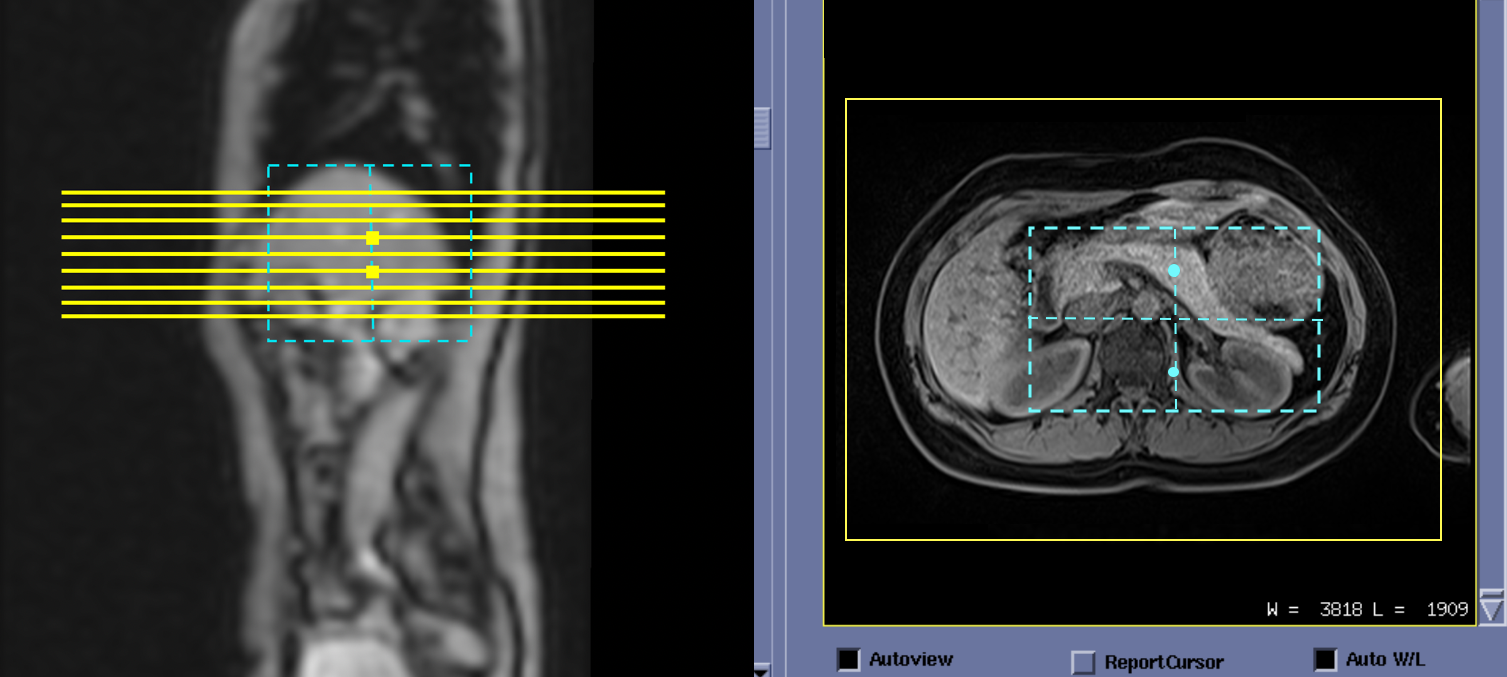 W = 3818 L = 1909
Autoview
ReportCursor
Auto W/L